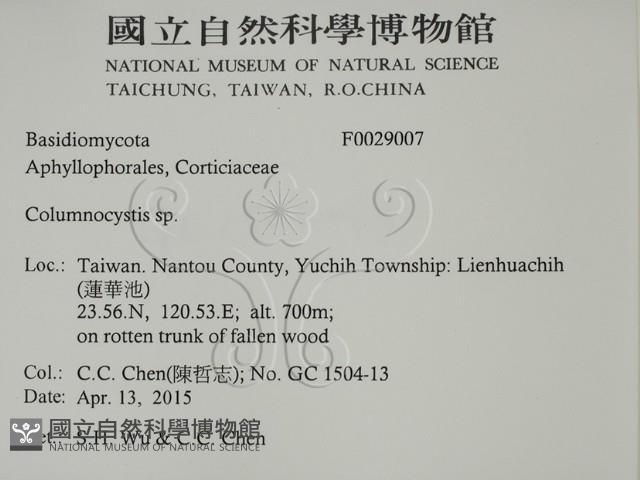 國立自然科學博物館
NATIONAL MUSEUM OF NATURAL SCIENCE
TAICHUNG, TAIWAN, R.O.CHINA
Basidiomycota F0029007
Aphyllophorales, Corticiaceae
Columnocystis sp.
Loc.: Taiwan. Nantou County, Yuchih Township: Lienhuachih
(蓮華池)
23.56.N, 120.53.E; alt. 700m;
on rotten trunk of fallen wood
Col.: C.C. Chen(陳哲志); No. GC 1504-13
Date: Apr. 13, 2015
Det.: S.H. Wu & C.C. Chen
國立自然科學博物館
NATIONAL MUSEUM OF NATURAL SCIENCE